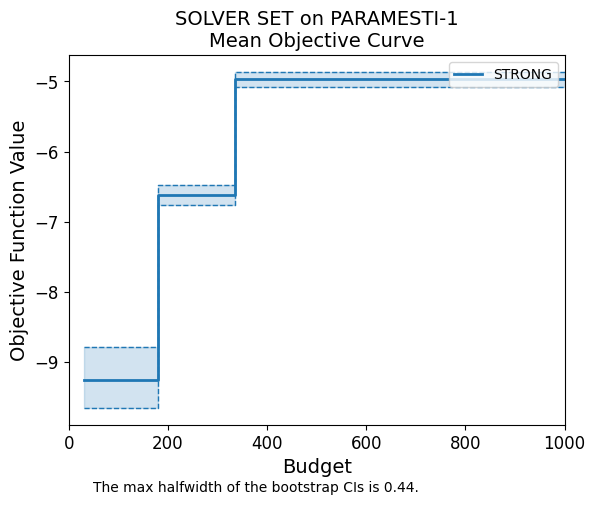 SOLVER SET on PARAMESTI-1
Mean Objective Curve
STRONG
Objective Function Value
−5
−6
−7
−8
−9
0 200 400 600 800 1000
Budget
The max halfwidth of the bootstrap CIs is 0.44.